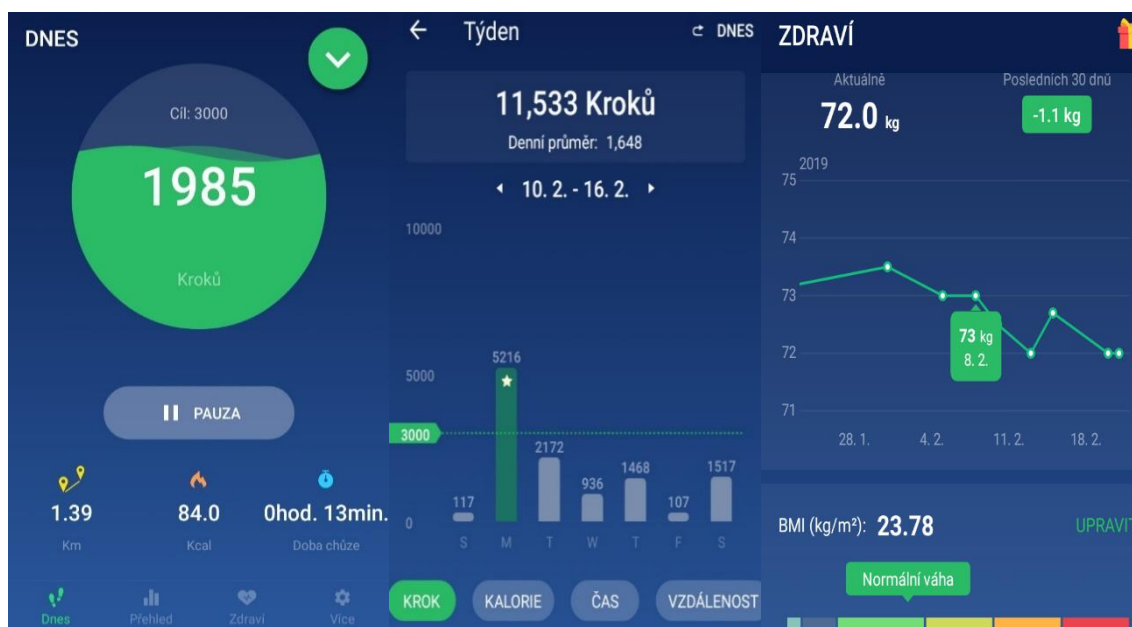 DNES
Cíl: 3000
1985
Kroků
PAUZA
1.39
Km
84.0
Kcal
0hod. 13min.
Doba chůze
Dnes
Přehled
Zdraví
Více
Týden
DNES
11,533 Kroků
Denní průměr: 1,648
10. 2. - 16. 2.
10000
5216
5000
3000
2172
1468
1517
936
117
107
0
S M T W T F S
KROK
KALORIE
ČAS
VZDÁLENOST
ZDRAVÍ
Aktuálně
Posledních 30 dnů
72.0 kg
-1.1 kg
2019
75
74
73
73 kg
8. 2.
72
71
28. 1.
4. 2.
11. 2.
18. 2.
BMI (kg/m²): 23.78
UPRAVIT
Normální váha